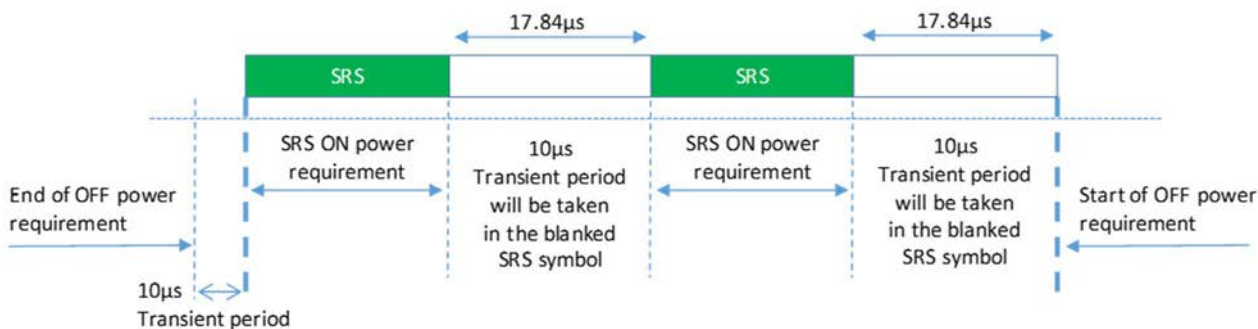 17.84µs
17.84µs
SRS
SRS
SRS ON power
requirement
10µs
Transient period
will be taken
in the blanked
SRS symbol
SRS ON power
requirement
10µs
Transient period
will be taken
in the blanked
SRS symbol
End of OFF power
requirement
Start of OFF power
requirement
10µs
Transient period